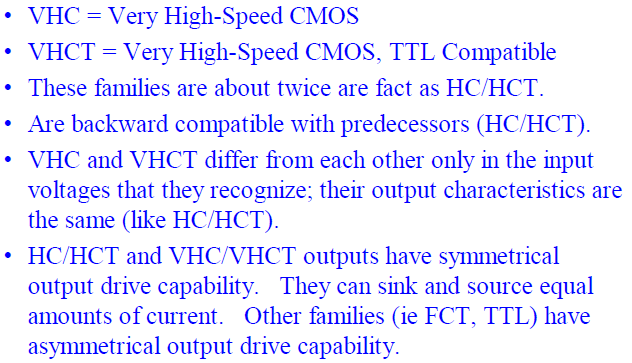 • VHC = Very High-Speed CMOS
• VHCT = Very High-Speed CMOS, TTL Compatible
• These families are about twice are fact as HC/HCT.
• Are backward compatible with predecessors (HC/HCT).
• VHC and VHCT differ from each other only in the input
voltages that they recognize; their output characteristics are
the same (like HC/HCT).
• HC/HCT and VHC/VHCT outputs have symmetrical
output drive capability.   They can sink and source equal
amounts of current.   Other families (ie FCT, TTL) have
asymmetrical output drive capability.